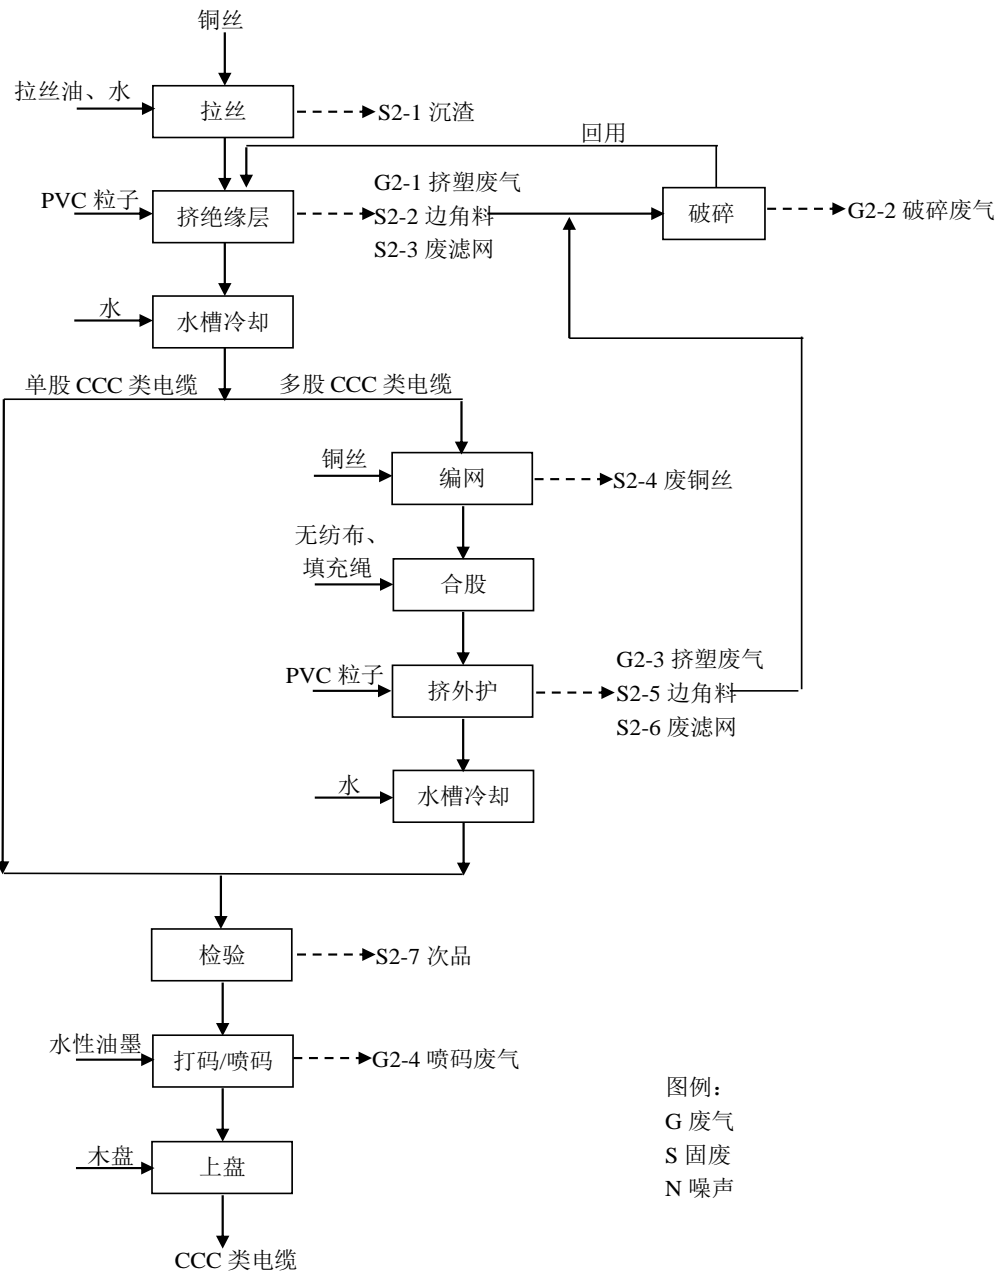 铜丝
拉丝油、水
拉丝
S2-1 沉渣
回用
PVC 粒子
挤绝缘层
G2-1 挤塑废气
S2-2 边角料
S2-3 废滤网
破碎
G2-2 破碎废气
水
水槽冷却
单股 CCC 类电缆
多股 CCC 类电缆
铜丝
编网
S2-4 废铜丝
无纺布、
填充绳
合股
PVC 粒子
挤外护
G2-3 挤塑废气
S2-5 边角料
S2-6 废滤网
水
水槽冷却
检验
S2-7 次品
水性油墨
打码/喷码
G2-4 喷码废气
木盘
上盘
CCC 类电缆
图例：
G 废气
S 固废
N 噪声